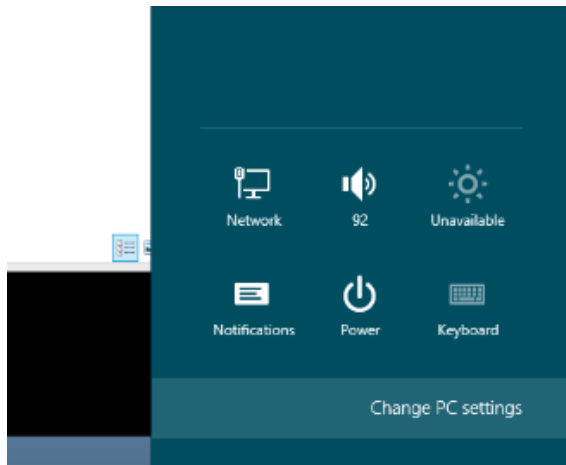 Network 92 Unavailable
Notifications Power Keyboard
Change PC settings